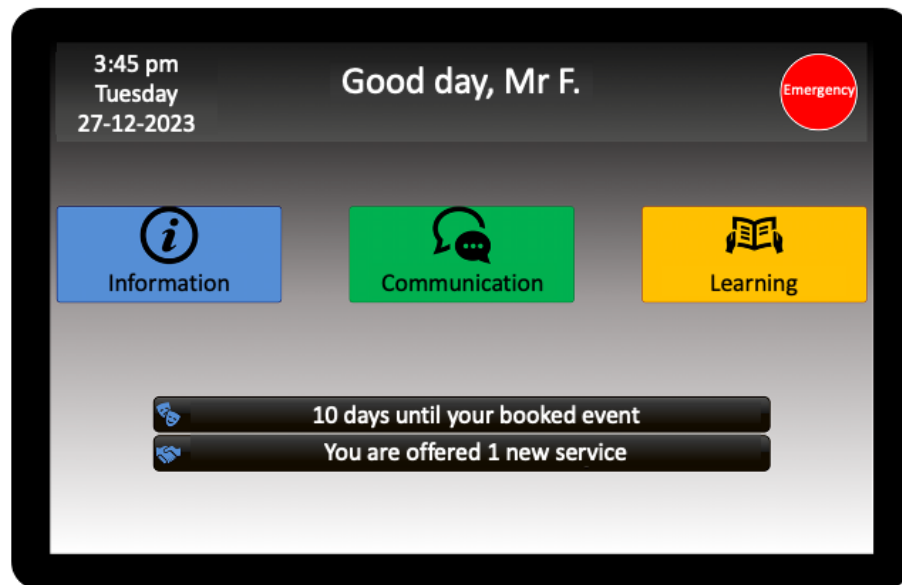 3:45 pm
Tuesday
27-12-2023
Good day, Mr F.
Emergency
Information
Communication
Learning
10 days until your booked event
You are offered 1 new service